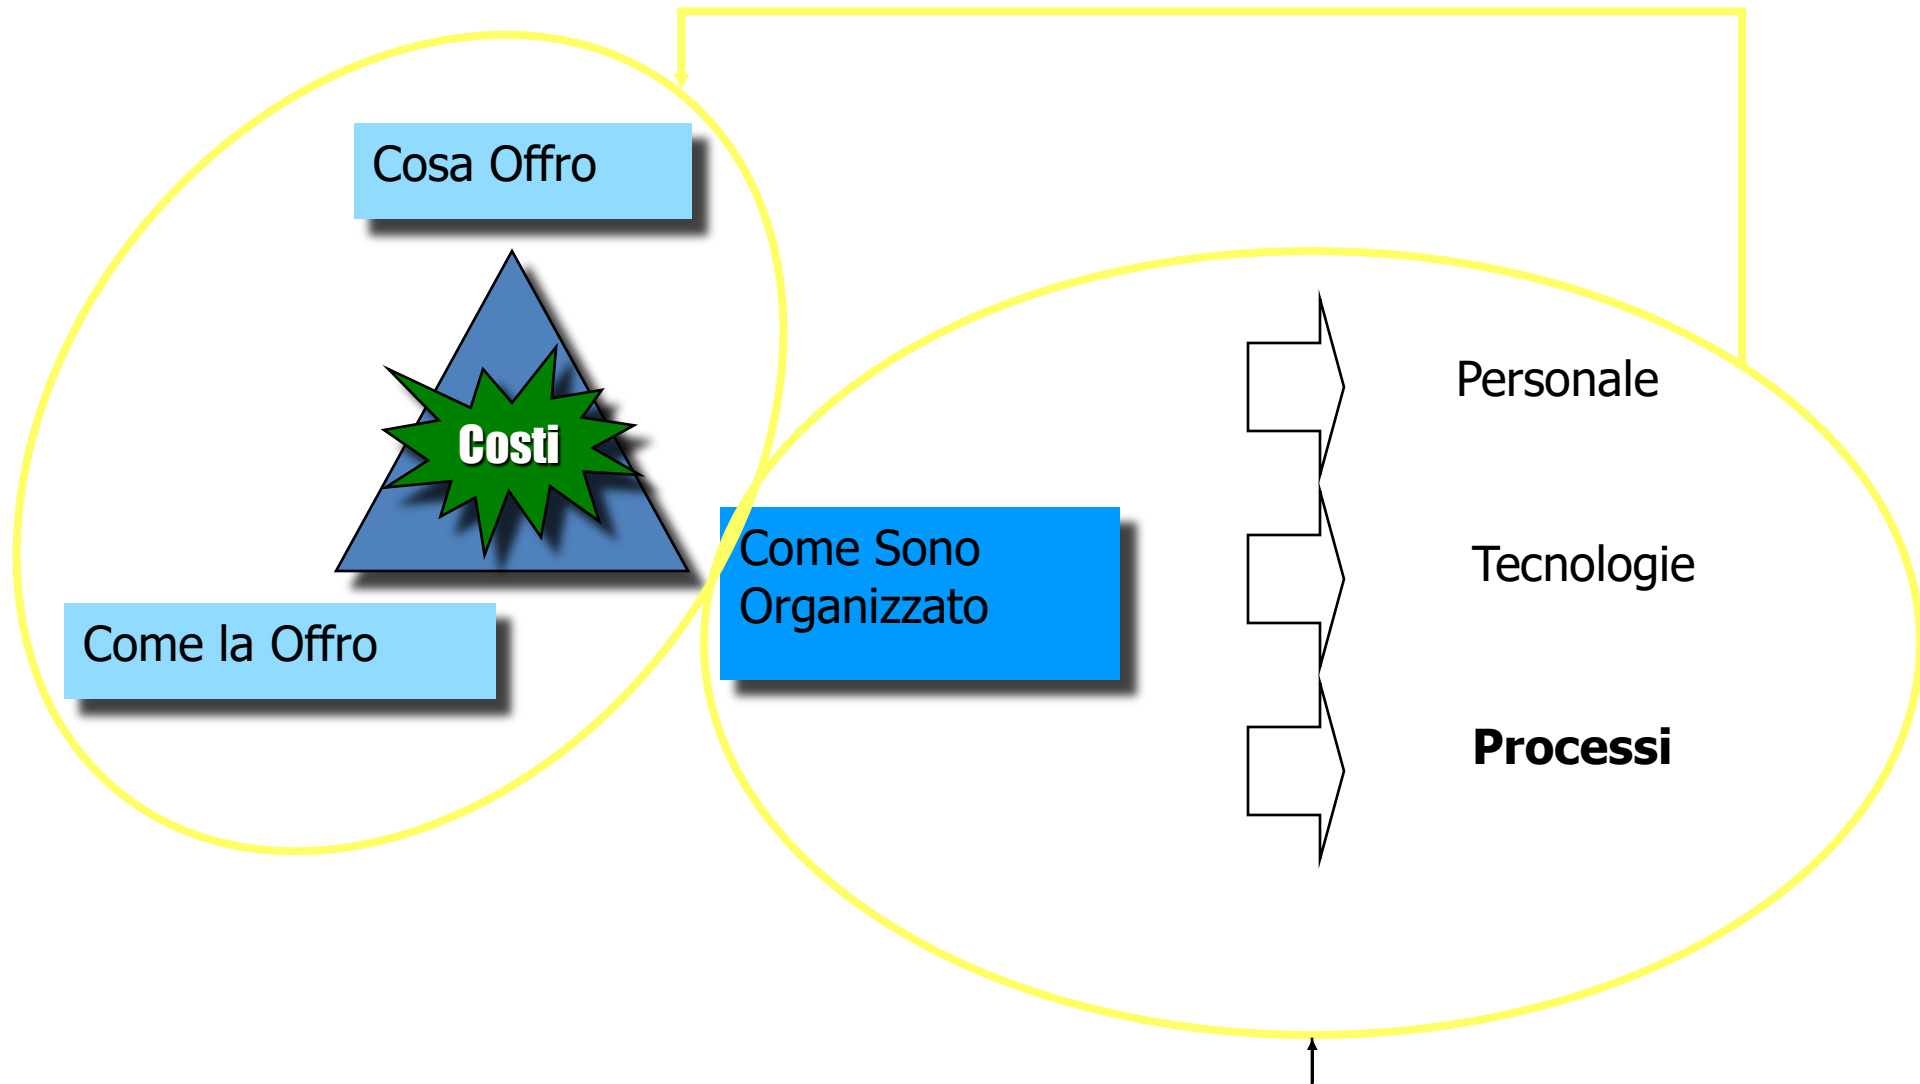 Cosa Offro
Costi
Come la Offro
Come Sono
Organizzato
Personale
Tecnologie
Processi